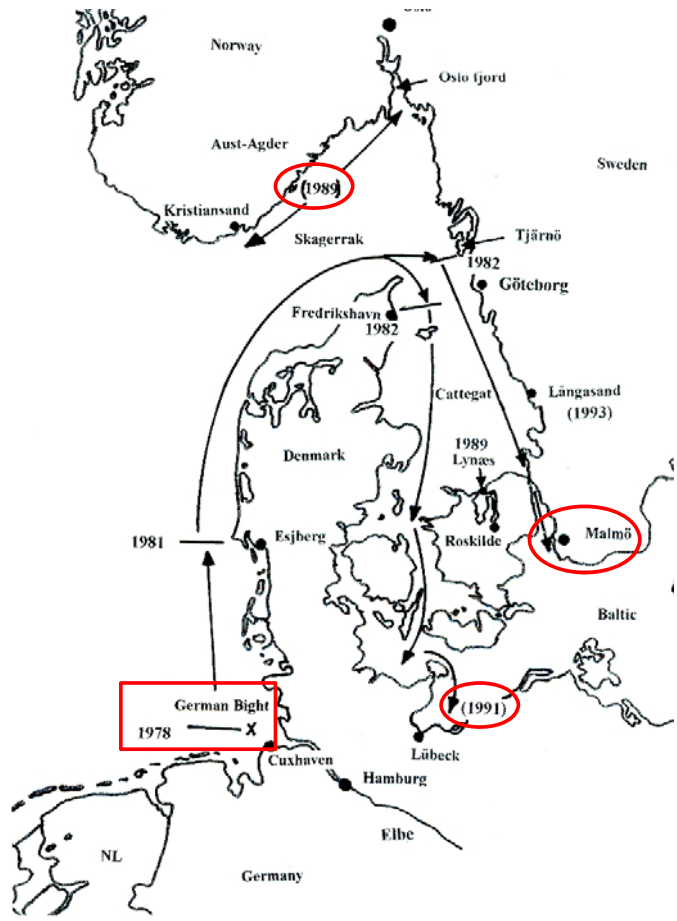 Norway
Oslo fjord
Aust-Agder
Sweden
(1989)
Kristiansand
Skagerrak
Tjärnö
1982
Göteborg
Fredrikshavn
1982
Cattegat
Långasand
(1993)
Denmark
1989
Lynæs
1981
Esjberg
Roskilde
Malmö
Baltic
German Bight
1978
X
(1991)
Lübeck
Cuxhaven
Hamburg
Elbe
NL
Germany